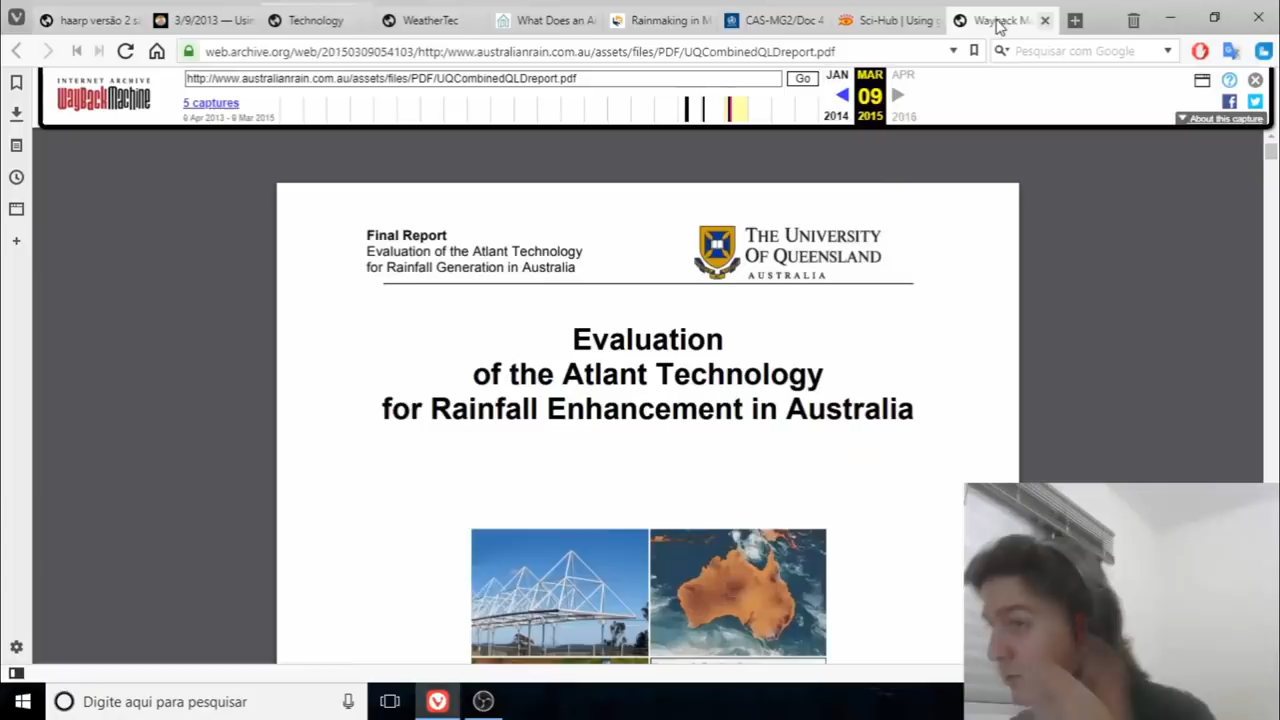 haarp versão 2 sa
3/9/2013 — Usin
Technology
WeatherTec
What Does an A
Rainmaking in M
CAS-MG2/Doc 4
Sci-Hub | Using g
Wayback M
web.archive.org/web/20150309054103/http:/www.australianrain.com.au/assets/files/PDF/UQCombinedQLDreport.pdf
Pesquisar com Google
INTERNET ARCHIVE
WayBackMachine
http://www.australianrain.com.au/assets/files/PDF/UQCombinedQLDreport.pdf
Go
JAN
MAR
APR
5 captures
09
9 Apr 2013 - 9 Mar 2015
2014
2015
2016
About this capture
Final Report
Evaluation of the Atlant Technology
for Rainfall Generation in Australia
THE UNIVERSITY
OF QUEENSLAND
AUSTRALIA
Evaluation
of the Atlant Technology
for Rainfall Enhancement in Australia
Digite aqui para pesquisar